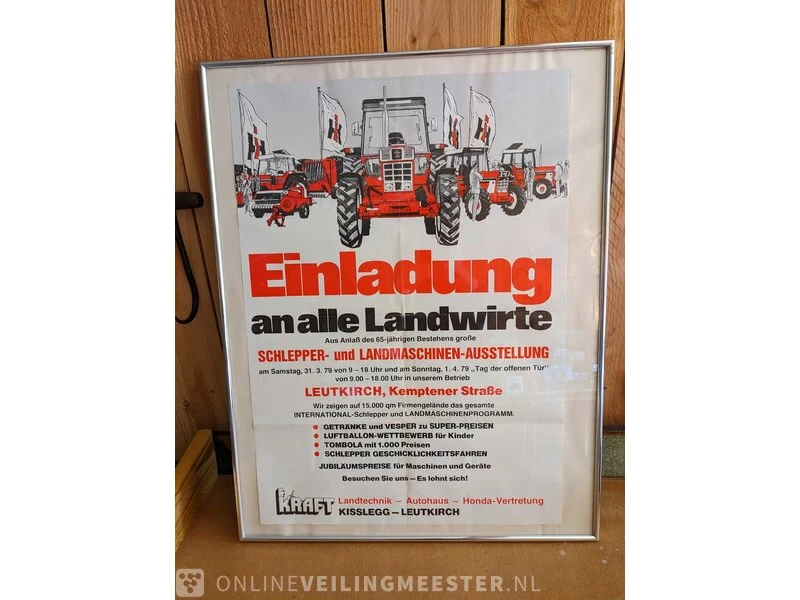 Einladung
an alle Landwirte
Aus Anlaß des 65-jährigen Bestehens große
SCHLEPPER- und LANDMASCHINEN-AUSSTELLUNG
am Samstag, 31. 3. 79 von 9 – 18 Uhr und am Sonntag, 1. 4. 79 „Tag der offenen Tür"
von 9.00 – 18.00 Uhr in unserem Betrieb
LEUTKIRCH, Kemptener Straße
Wir zeigen auf 15.000 qm Firmengelände das gesamte
INTERNATIONAL-Schlepper und LANDMASCHINENPROGRAMM.
• GETRÄNKE und VESPER zu SUPER-PREISEN
• LUFTBALLON-WETTBEWERB für Kinder
• TOMBOLA mit 1.000 Preisen
• SCHLEPPER GESCHICKLICHKEITSFAHREN
JUBILÄUMSPREISE für Maschinen und Geräte
Besuchen Sie uns – Es lohnt sich!
KRAFT
Landtechnik – Autohaus – Honda-Vertretung
KISSLEGG – LEUTKIRCH
ONLINEVEILINGMEESTER.NL